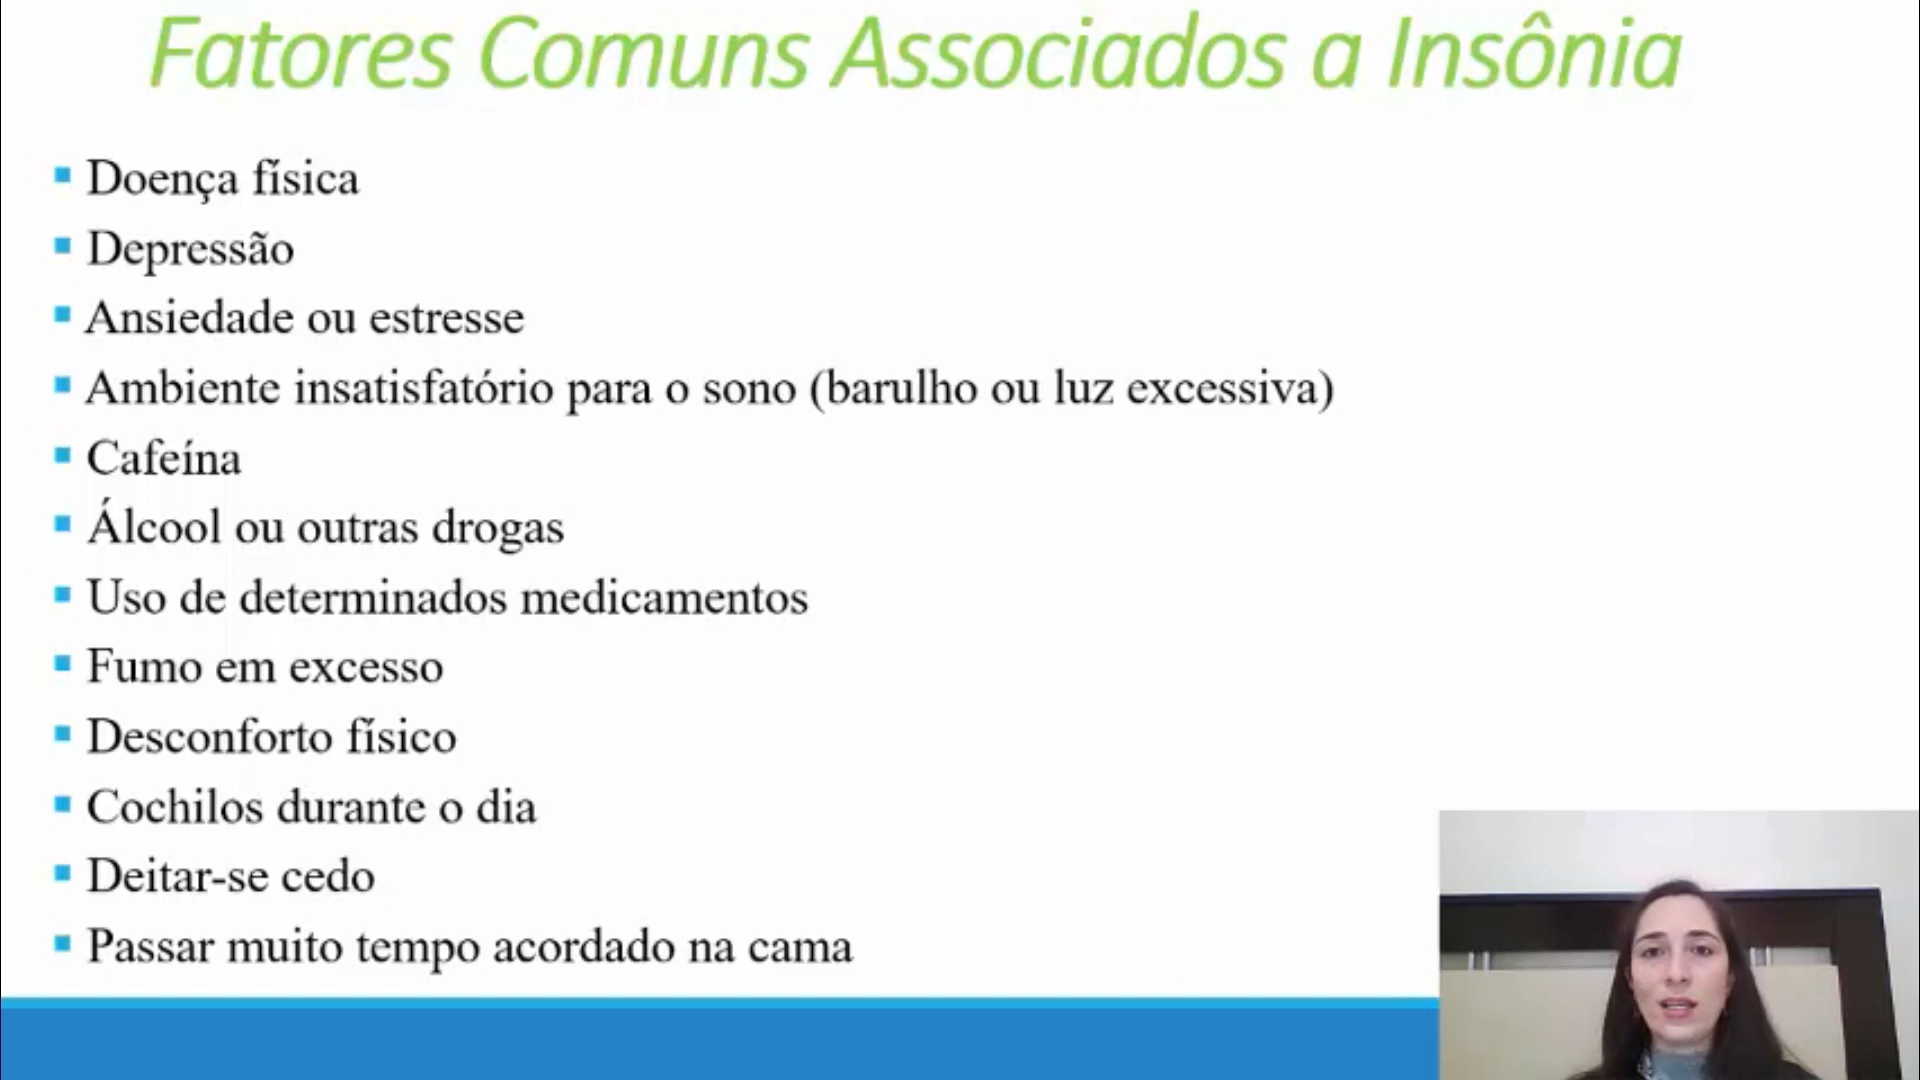 Fatores Comuns Associados a Insônia
Doença física
Depressão
Ansiedade ou estresse
Ambiente insatisfatório para o sono (barulho ou luz excessiva)
Cafeína
Álcool ou outras drogas
Uso de determinados medicamentos
Fumo em excesso
Desconforto físico
Cochilos durante o dia
Deitar-se cedo
Passar muito tempo acordado na cama